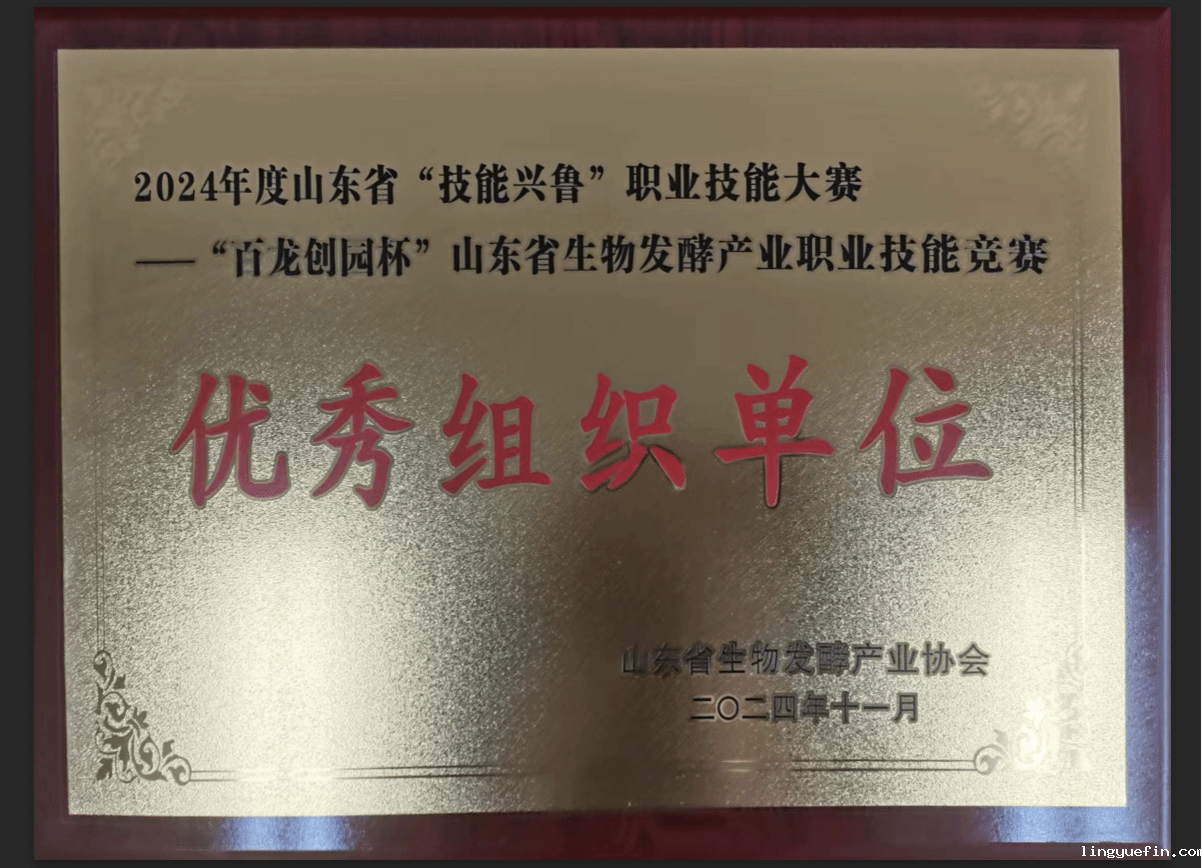 2024年度山东省“技能兴鲁”职业技能大赛
——“百龙创园杯”山东省生物发酵产业职业技能竞赛
优秀组织单位
山东省生物发酵产业协会
二〇二四年十一月
lingyuefin.com